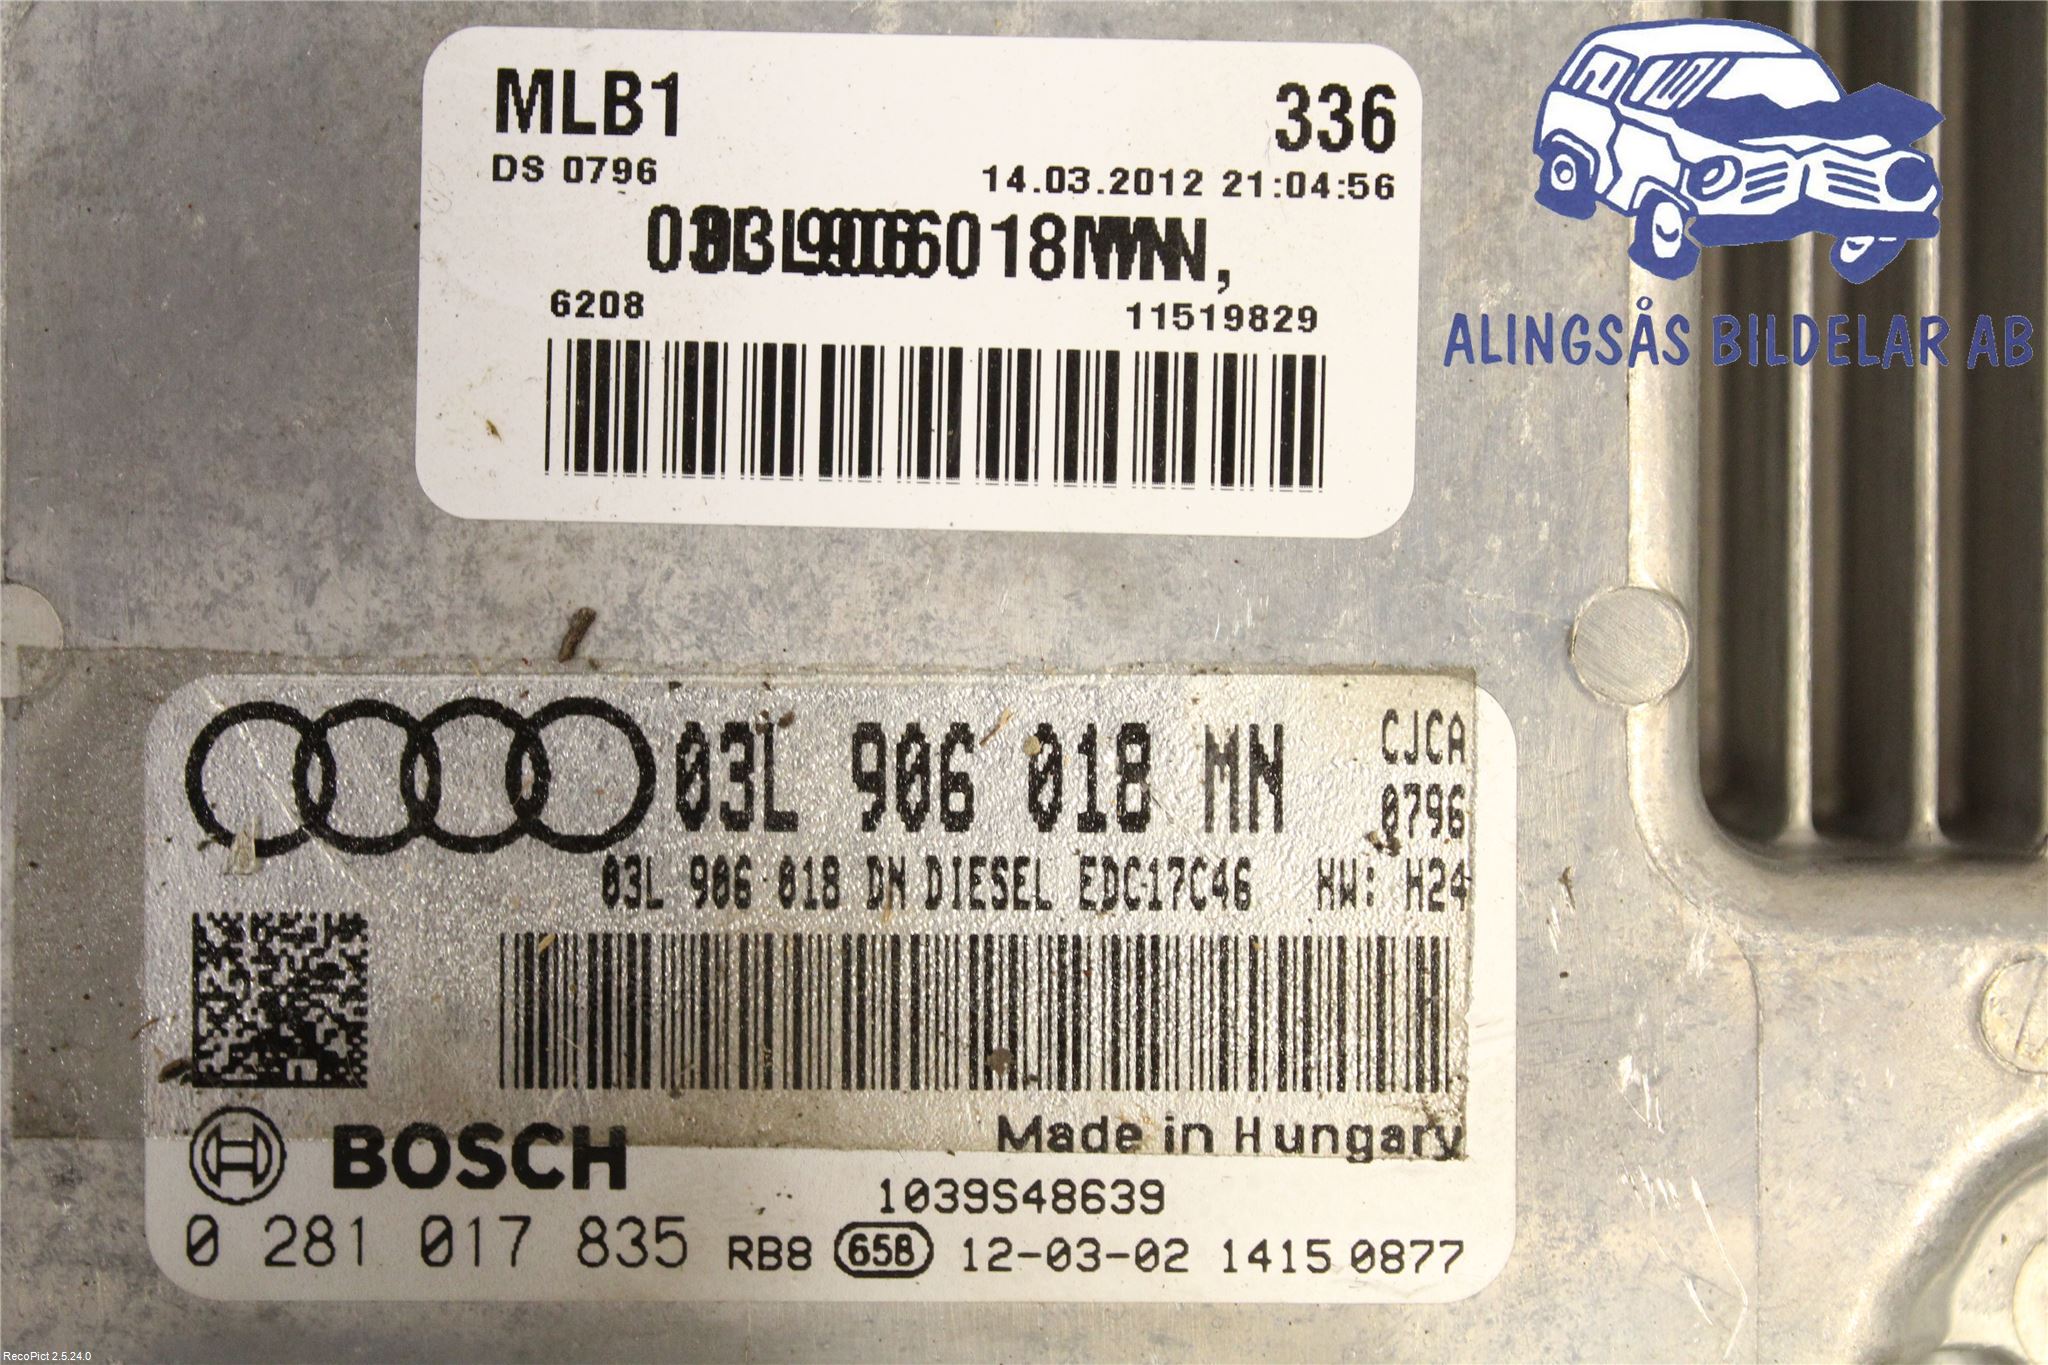 MLB1 336
DS 0796 14.03.2012 21:04:56
03L906018MN,
6208 11519829
ALINGSÅS BILDELAR AB
03L 906 018 MN CJCA
0796
03L 906 018 DN DIESEL EDC17C46 HW: H24
Made in Hungary
BOSCH
1039S48639
0 281 017 835 RB8 658 12-03-02 1415 0877
RecoPict 2.5.24.0